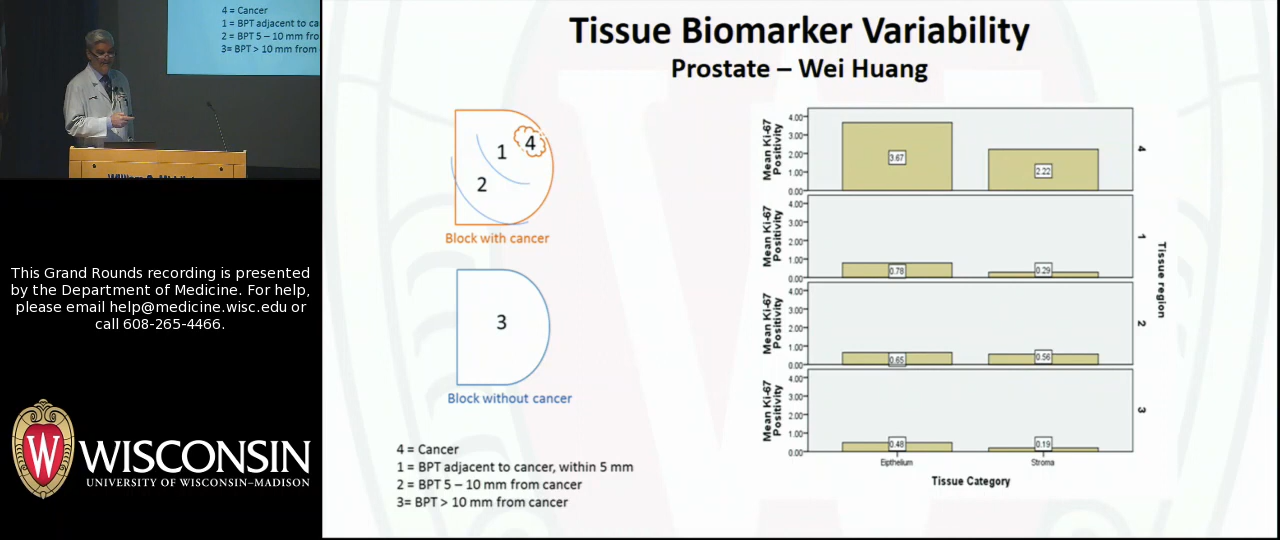 4 = Cancer
1 = BPT adjacent to ca
2 = BPT 5 – 10 mm fro
3= BPT > 10 mm from
This Grand Rounds recording is presented
by the Department of Medicine. For help,
please email help@medicine.wisc.edu or
call 608-265-4466.
W
WISCONSIN
UNIVERSITY OF WISCONSIN–MADISON
Tissue Biomarker Variability
Prostate – Wei Huang
1
4
2
Block with cancer
3
Block without cancer
4 = Cancer
1 = BPT adjacent to cancer, within 5 mm
2 = BPT 5 – 10 mm from cancer
3= BPT > 10 mm from cancer
Mean Ki-67
Positivity
4.00
3.00
2.00
1.00
0.00
3.67
2.22
4
Mean Ki-67
Positivity
4.00
3.00
2.00
1.00
0.00
0.78
0.29
1
Mean Ki-67
Positivity
4.00
3.00
2.00
1.00
0.00
0.65
0.56
2
Mean Ki-67
Positivity
4.00
3.00
2.00
1.00
0.00
0.48
0.19
3
Tissue region
Eipthelium
Stroma
Tissue Category